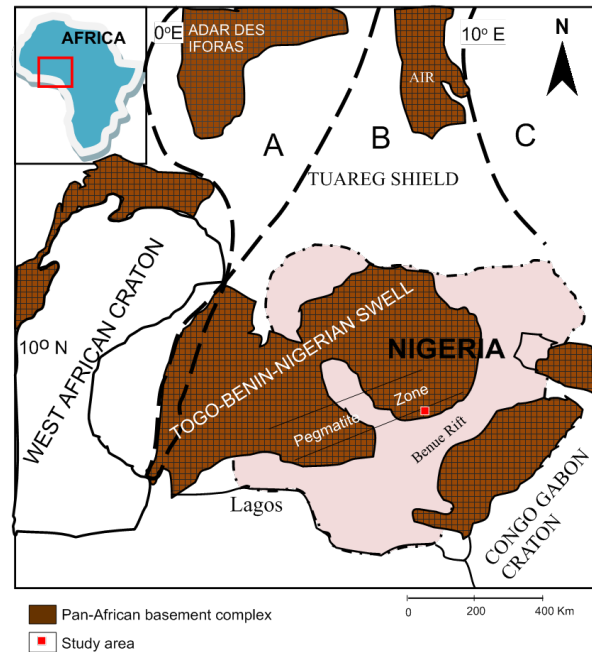 AFRICA
0°E
ADAR DES
IFORAS
10° E
N
AIR
A
B
C
TUAREG SHIELD
WEST AFRICAN CRATON
10o N
TOGO-BENIN-NIGERIAN SWELL
NIGERIA
Pegmatite Zone
Benue Rift
Lagos
CONGO GABON
CRATON
Pan-African basement complex
Study area
0 200 400 Km